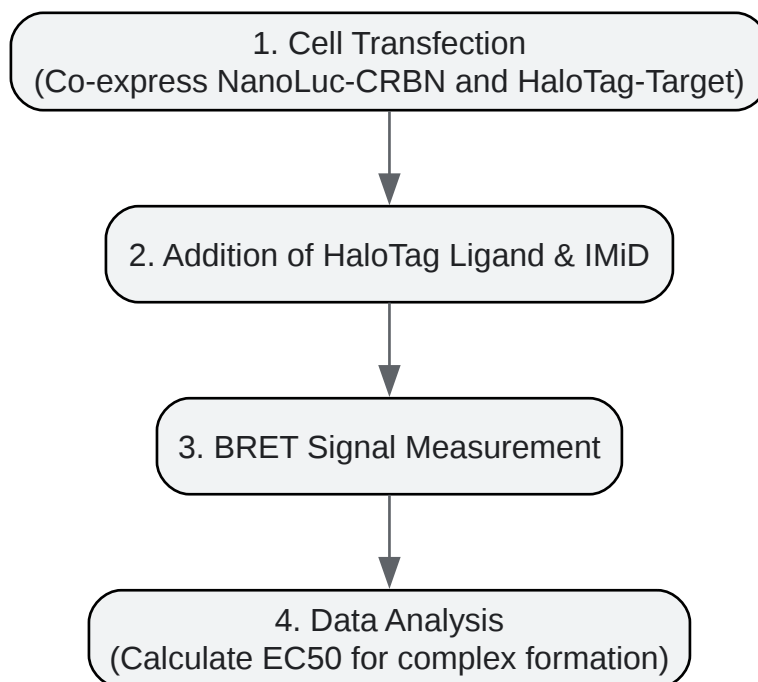 1. Cell Transfection
(Co-express NanoLuc-CRBN and HaloTag-Target)
2. Addition of HaloTag Ligand & IMiD
3. BRET Signal Measurement
4. Data Analysis
(Calculate EC50 for complex formation)